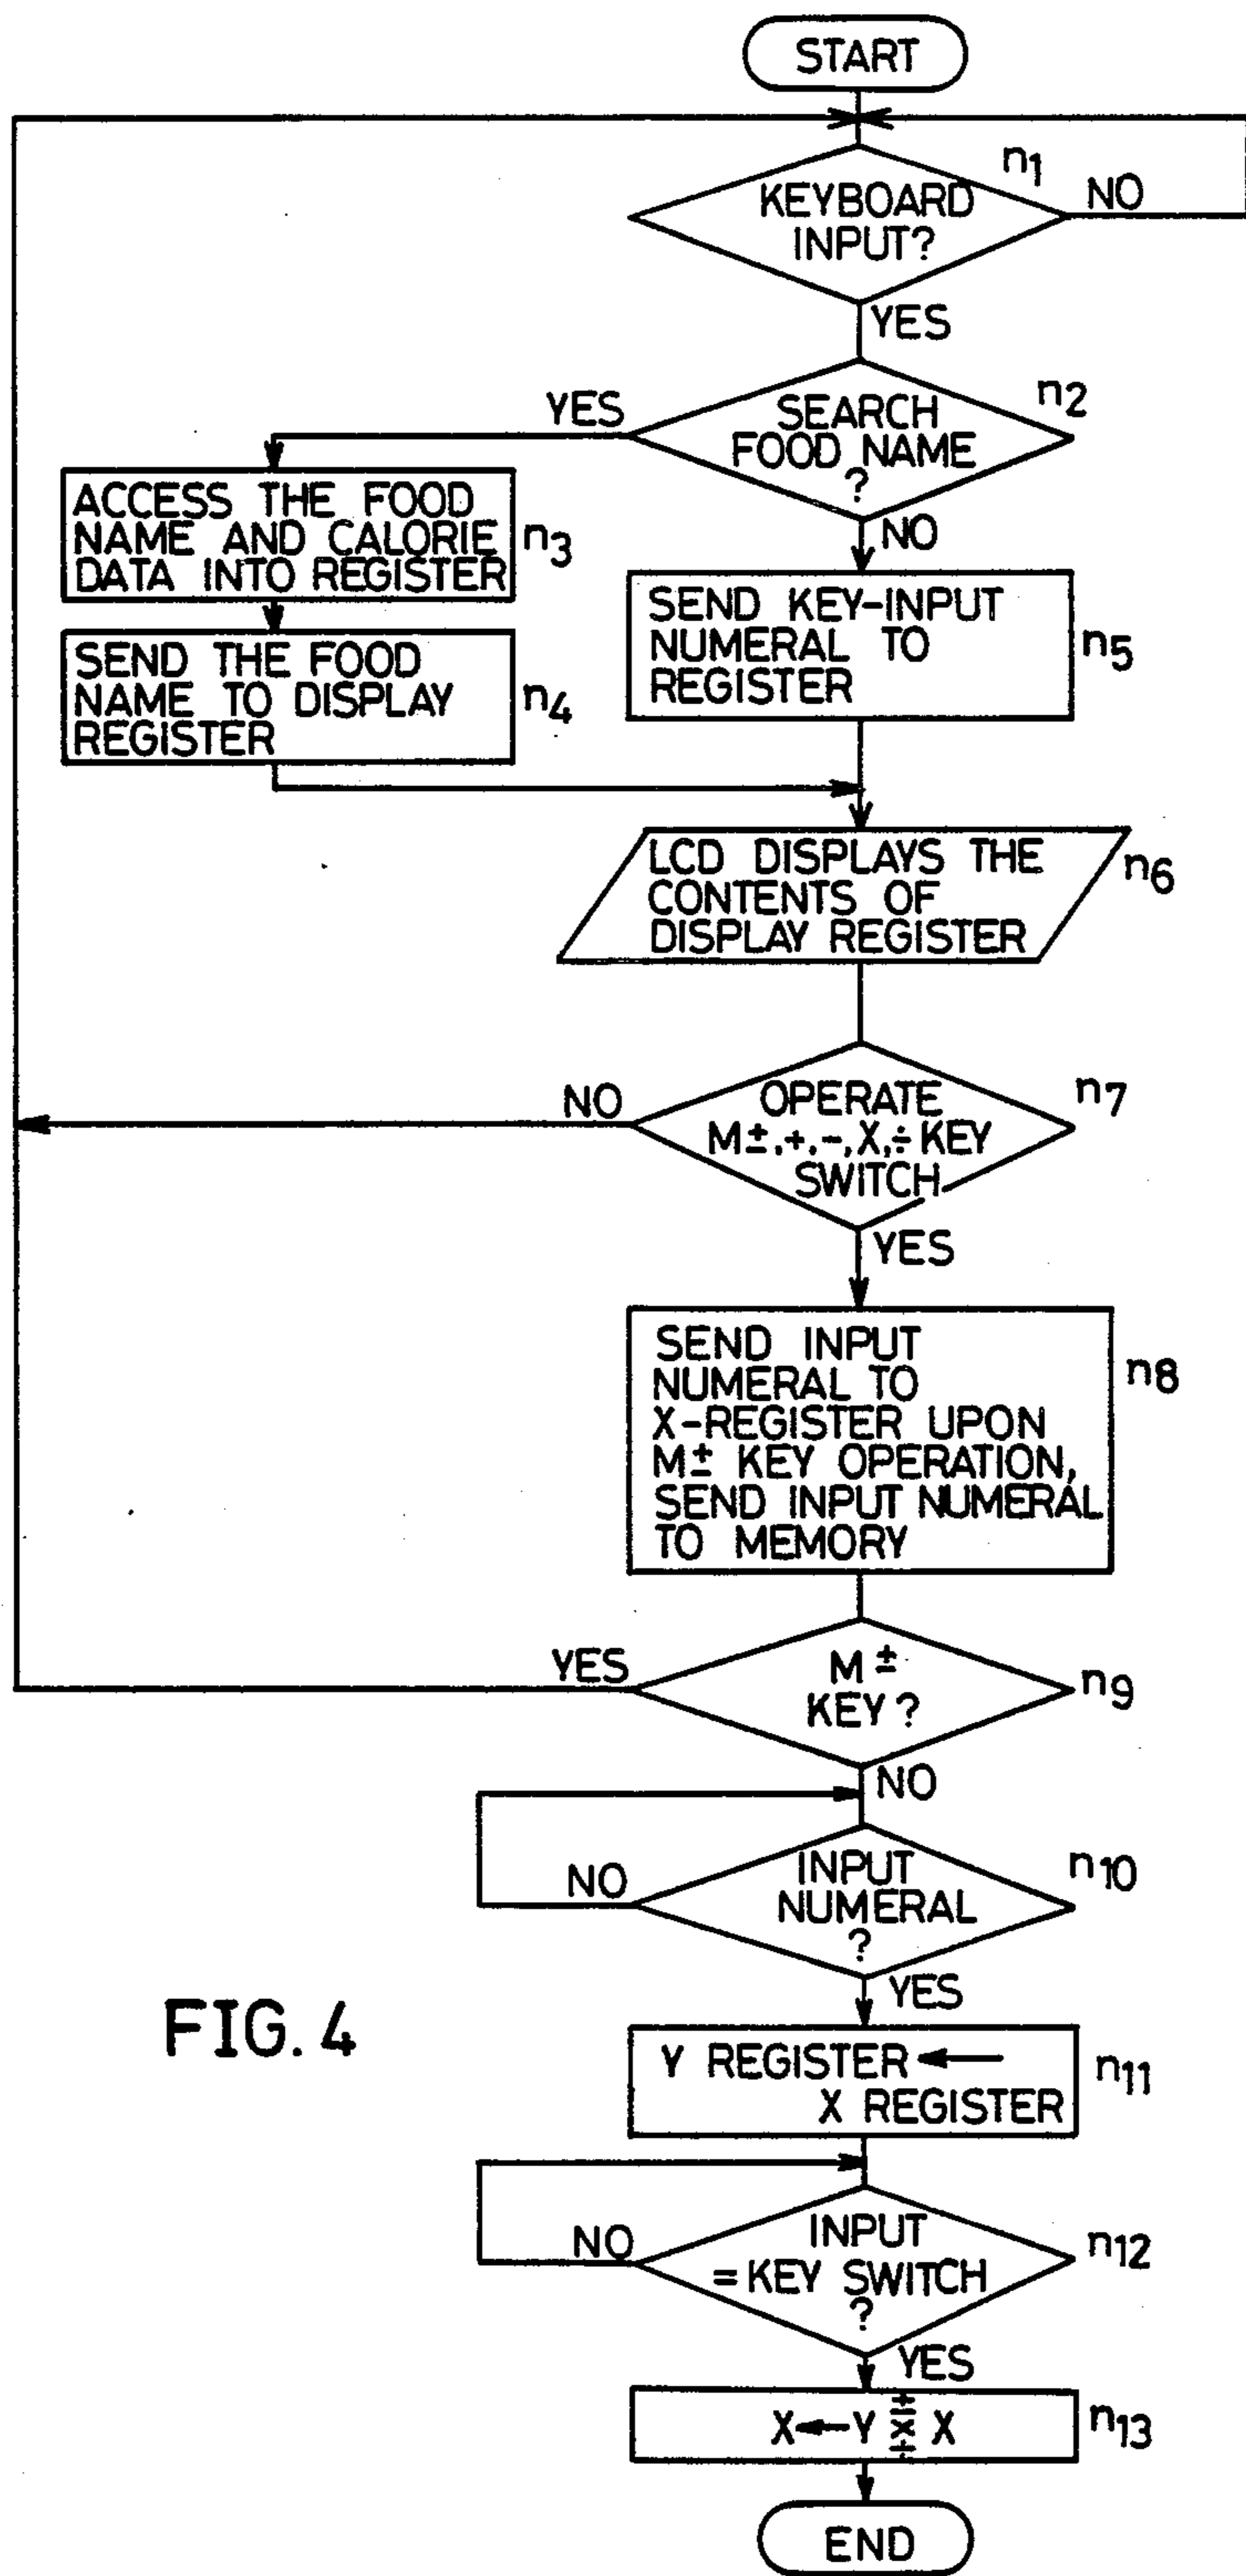 START
n1
KEYBOARD
INPUT?
NO
YES
n2
SEARCH
FOOD NAME
?
YES
NO
ACCESS THE FOOD
NAME AND CALORIE
DATA INTO REGISTER
n3
SEND THE FOOD
NAME TO DISPLAY
REGISTER
n4
SEND KEY-INPUT
NUMERAL TO
REGISTER
n5
LCD DISPLAYS THE
CONTENTS OF
DISPLAY REGISTER
n6
OPERATE
M±,+,-,X,÷ KEY
SWITCH
n7
NO
YES
SEND INPUT
NUMERAL TO
X-REGISTER UPON
M± KEY OPERATION,
SEND INPUT NUMERAL
TO MEMORY
n8
M±
KEY?
n9
YES
NO
INPUT
NUMERAL
?
n10
NO
YES
Y REGISTER ←
X REGISTER
n11
INPUT
= KEY SWITCH
?
n12
NO
YES
X←Y + - × ÷ X
n13
END
FIG. 4